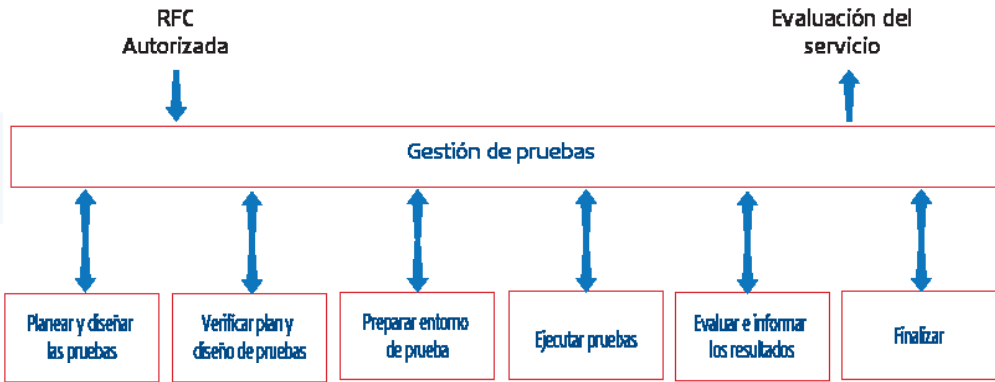 RFC
Autorizada
Evaluación del
servicio
Gestión de pruebas
Planear y diseñar
las pruebas
Verificar plan y
diseño de pruebas
Preparar entorno
de prueba
Ejecutar pruebas
Evaluar e informar
los resultados
Finalizar